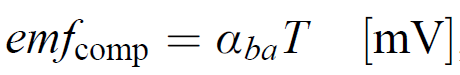 emf_comp = α_ba T [mV]